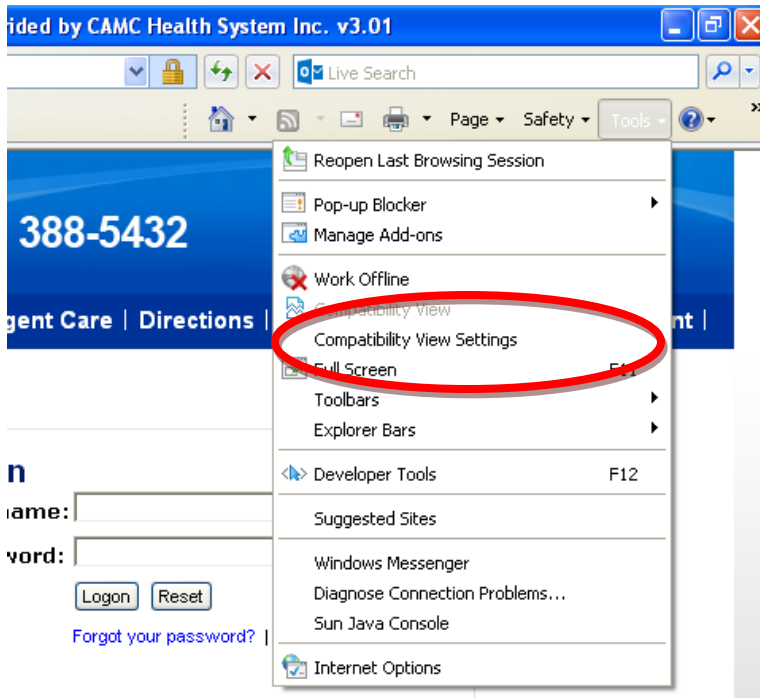 rided by CAMC Health System Inc. v3.01
Live Search
Page Safety Tools
388-5432
gent Care | Directions | nt |
Reopen Last Browsing Session
Pop-up Blocker
Manage Add-ons
Work Offline
Compatibility View
Compatibility View Settings
Full Screen F11
Toolbars
Explorer Bars
Developer Tools F12
Suggested Sites
Windows Messenger
Diagnose Connection Problems...
Sun Java Console
Internet Options
n
name:
word:
Logon Reset
Forgot your password? |